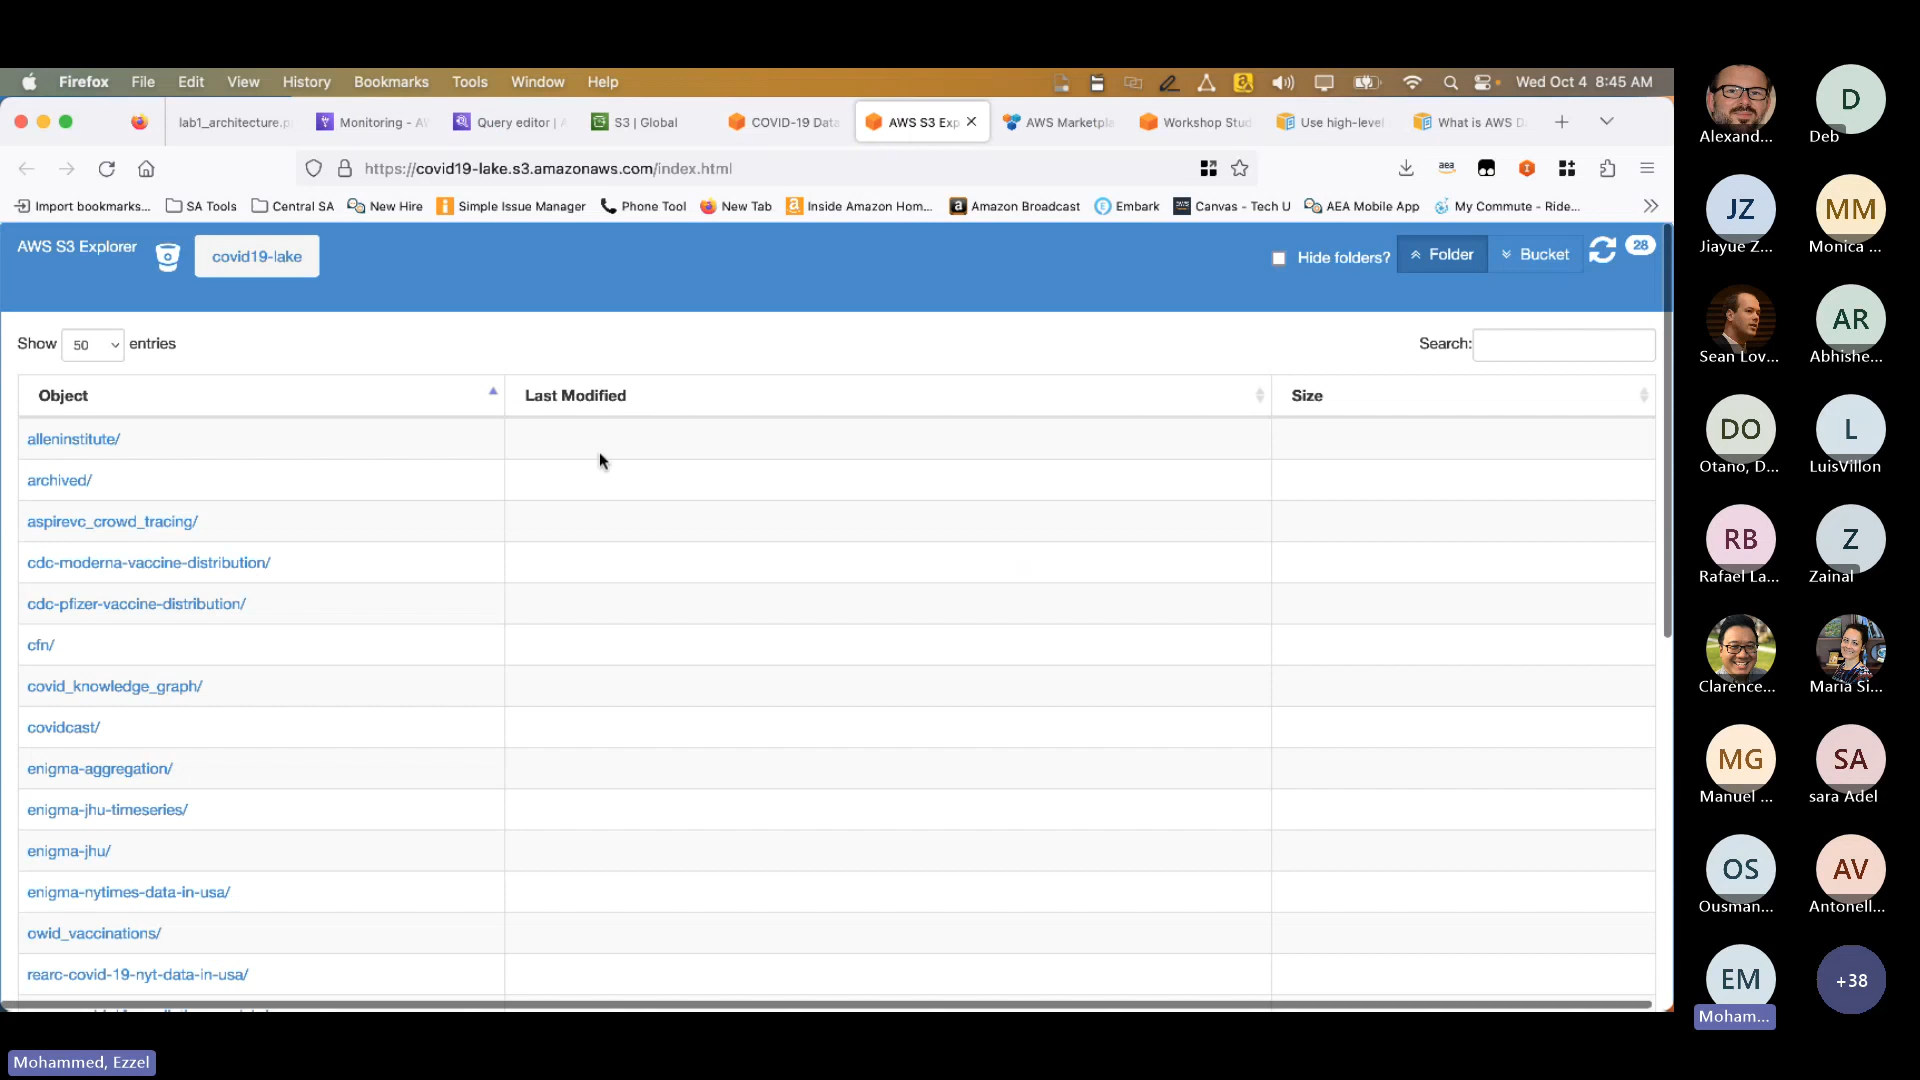 Firefox File Edit View History Bookmarks Tools Window Help
Wed Oct 4 8:45 AM
lab1_architecture.p
Monitoring - AV
Query editor | A
S3 | Global
COVID-19 Data
AWS S3 Exp
AWS Marketpla
Workshop Stud
Use high-level
What is AWS D
https://covid19-lake.s3.amazonaws.com/index.html
aea
Import bookmarks...
SA Tools
Central SA
New Hire
Simple Issue Manager
Phone Tool
New Tab
Inside Amazon Hom...
Amazon Broadcast
Embark
Canvas - Tech U
AEA Mobile App
My Commute - Ride...
AWS S3 Explorer
covid19-lake
Hide folders?
Folder
Bucket
28
Show 50 entries
Search:
Object Last Modified Size
alleninstitute/
archived/
aspirevc_crowd_tracing/
cdc-moderna-vaccine-distribution/
cdc-pfizer-vaccine-distribution/
cfn/
covid_knowledge_graph/
covidcast/
enigma-aggregation/
enigma-jhu-timeseries/
enigma-jhu/
enigma-nytimes-data-in-usa/
owid_vaccinations/
rearc-covid-19-nyt-data-in-usa/
Alexand...
D
Deb
JZ
Jiayue Z...
MM
Monica ...
Sean Lov...
AR
Abhishe...
DO
Otano, D...
L
LuisVillon
RB
Rafael La...
Z
Zainal
Clarence...
Maria Si...
MG
Manuel ...
SA
sara Adel
OS
Ousman...
AV
Antonell...
EM
Moham...
+38
Mohammed, Ezzel